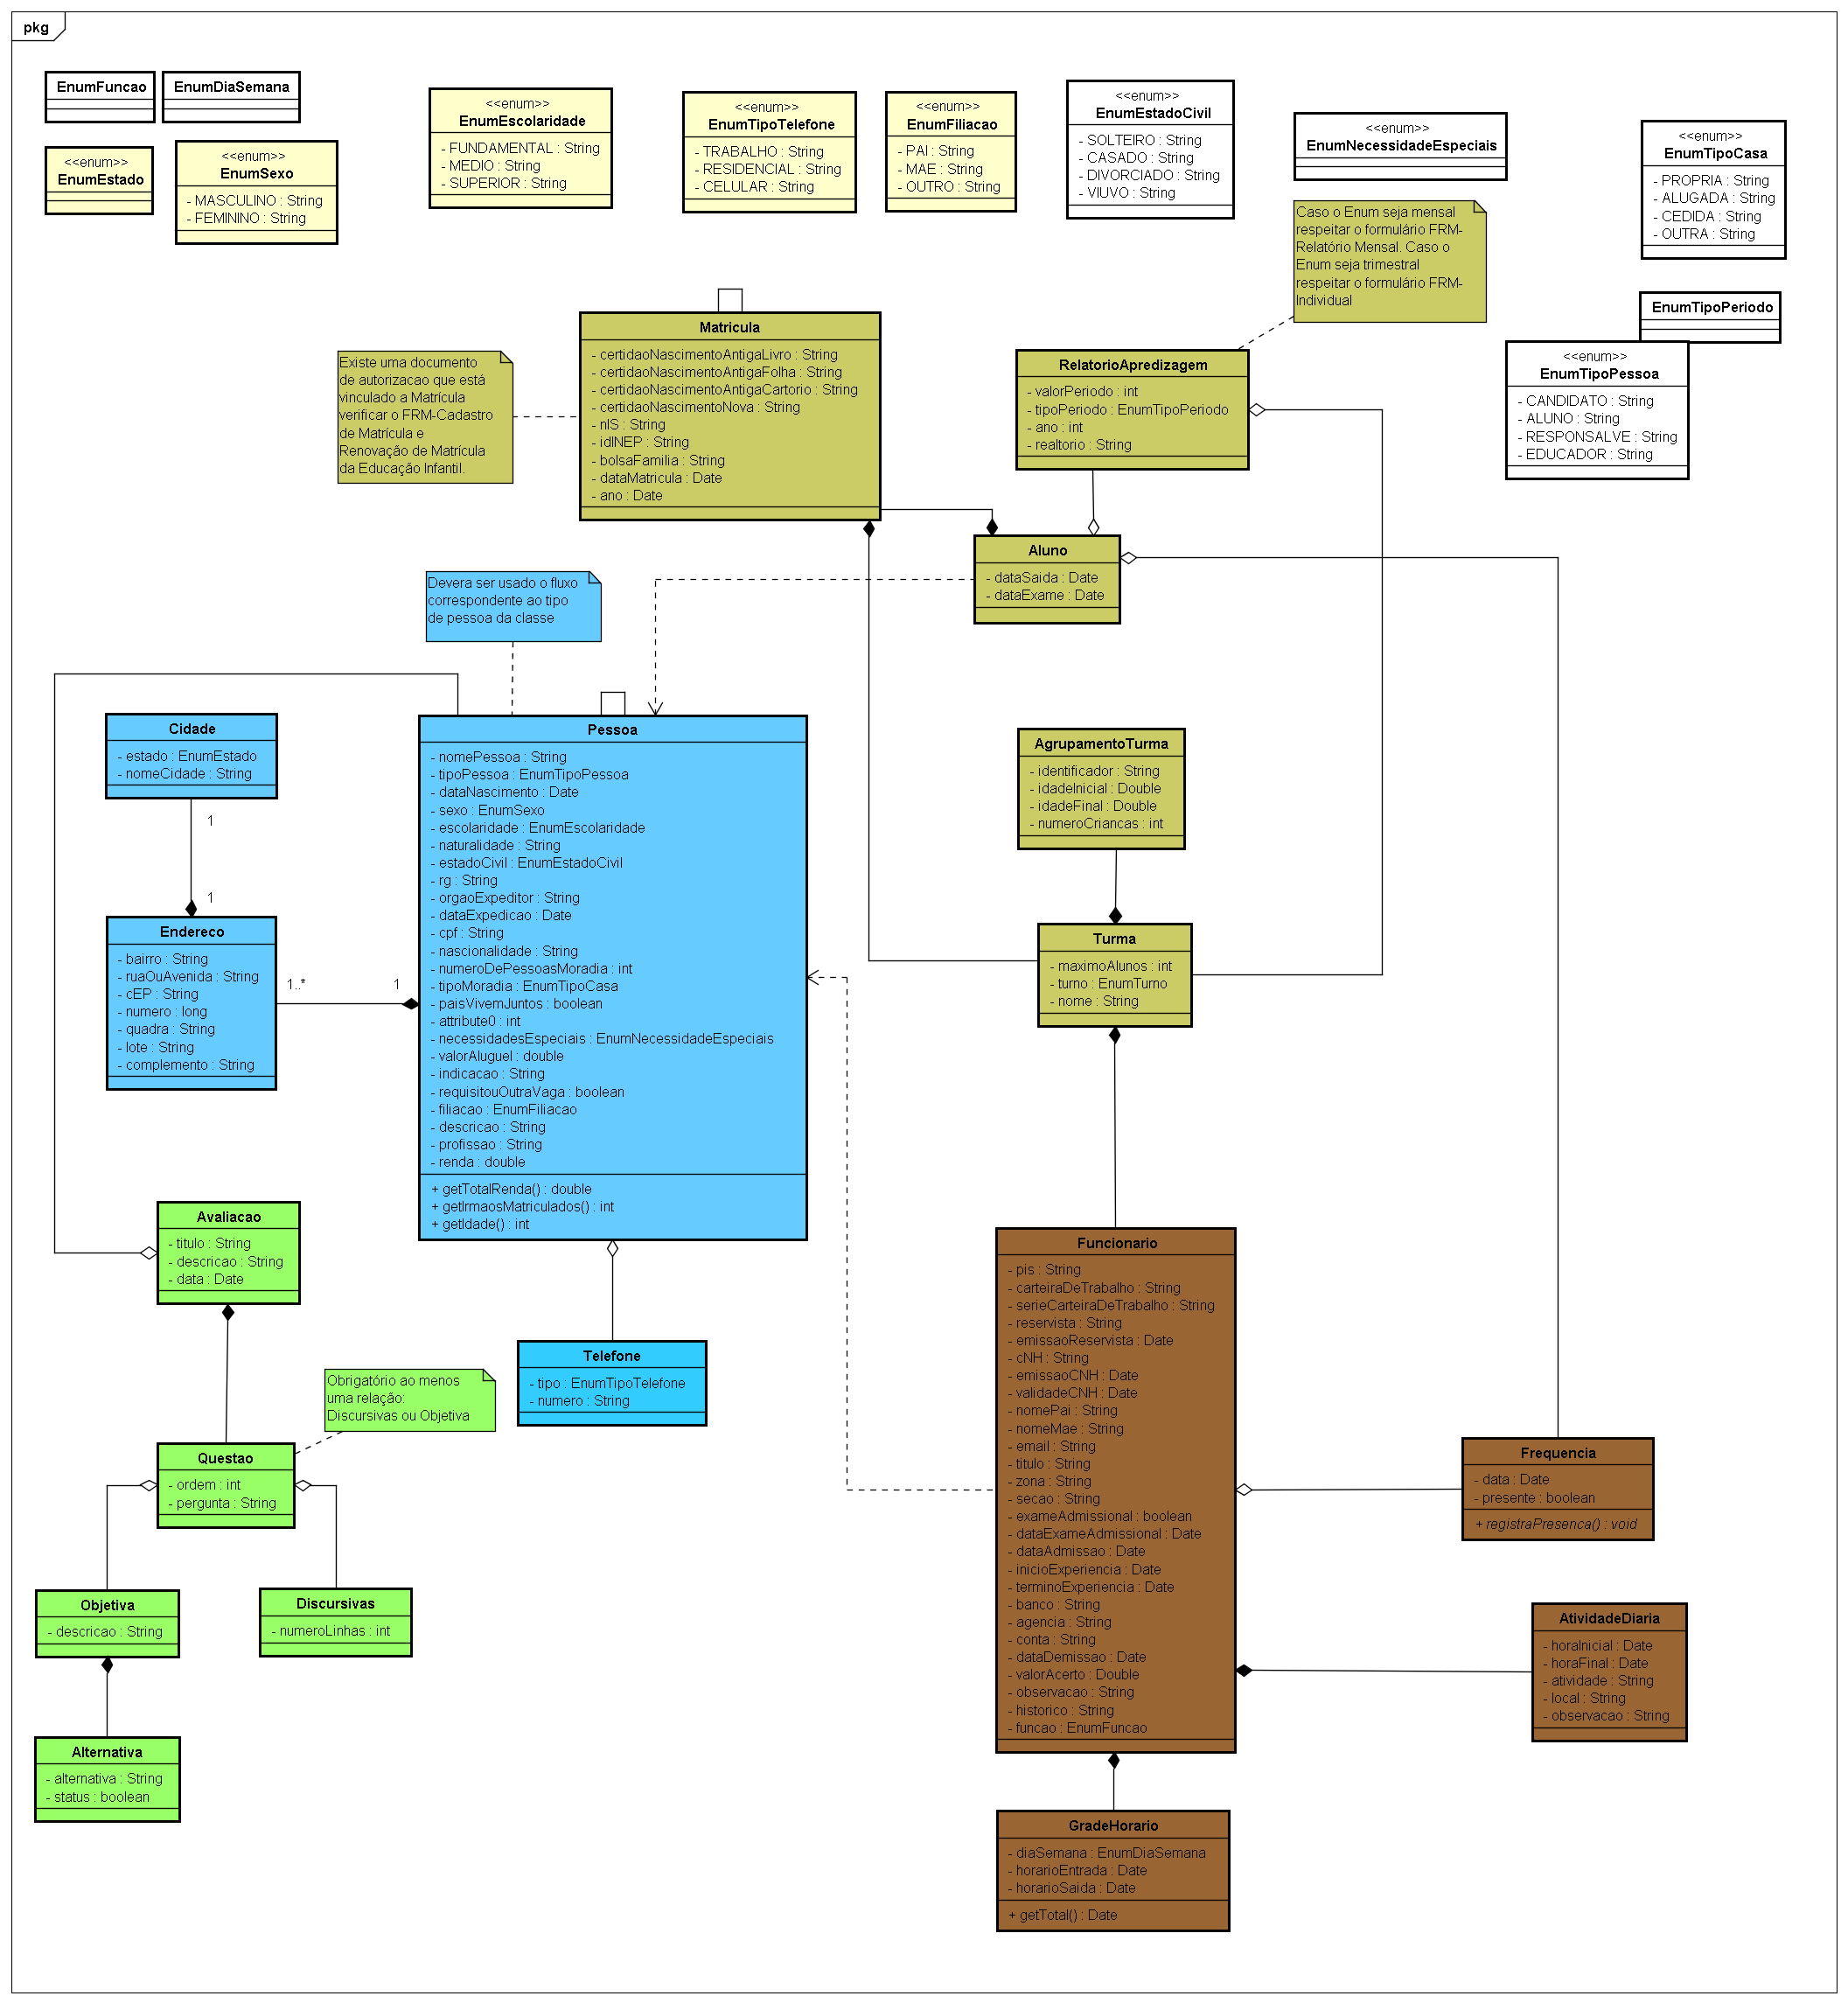 pkg
EnumFuncao
EnumDiaSemana
<<enum>>
EnumEstado
<<enum>>
EnumSexo
- MASCULINO : String
- FEMININO : String
<<enum>>
EnumEscolaridade
- FUNDAMENTAL : String
- MEDIO : String
- SUPERIOR : String
<<enum>>
EnumTipoTelefone
- TRABALHO : String
- RESIDENCIAL : String
- CELULAR : String
<<enum>>
EnumFiliacao
- PAI : String
- MAE : String
- OUTRO : String
<<enum>>
EnumEstadoCivil
- SOLTEIRO : String
- CASADO : String
- DIVORCIADO : String
- VIUVO : String
<<enum>>
EnumNecessidadeEspeciais
<<enum>>
EnumTipoCasa
- PROPRIA : String
- ALUGADA : String
- CEDIDA : String
- OUTRA : String
Caso o Enum seja mensal
respeitar o formulário FRM-
Relatório Mensal. Caso o
Enum seja trimestral
respeitar o formulário FRM-
Individual
EnumTipoPeriodo
<<enum>>
EnumTipoPessoa
- CANDIDATO : String
- ALUNO : String
- RESPONSALVE : String
- EDUCADOR : String
Existe uma documento
de autorizacao que está
vinculado a Matrícula
verificar o FRM-Cadastro
de Matrícula e
Renovação de Matrícula
da Educação Infantil.
Matricula
- certidaoNascimentoAntigaLivro : String
- certidaoNascimentoAntigaFolha : String
- certidaoNascimentoAntigaCartorio : String
- certidaoNascimentoNova : String
- nIS : String
- idINEP : String
- bolsaFamilia : String
- dataMatricula : Date
- ano : Date
RelatorioApredizagem
- valorPeriodo : int
- tipoPeriodo : EnumTipoPeriodo
- ano : int
- realtorio : String
Aluno
- dataSaida : Date
- dataExame : Date
Devera ser usado o fluxo
correspondente ao tipo
de pessoa da classe
Cidade
- estado : EnumEstado
- nomeCidade : String
1
1
Endereco
- bairro : String
- ruaOuAvenida : String
- cEP : String
- numero : long
- quadra : String
- lote : String
- complemento : String
1..*
1
Pessoa
- nomePessoa : String
- tipoPessoa : EnumTipoPessoa
- dataNascimento : Date
- sexo : EnumSexo
- escolaridade : EnumEscolaridade
- naturalidade : String
- estadoCivil : EnumEstadoCivil
- rg : String
- orgaoExpeditor : String
- dataExpedicao : Date
- cpf : String
- nascionalidade : String
- numeroDePessoasMoradia : int
- tipoMoradia : EnumTipoCasa
- paisVivemJuntos : boolean
- attribute0 : int
- necessidadesEspeciais : EnumNecessidadeEspeciais
- valorAluguel : double
- indicacao : String
- requisitouOutraVaga : boolean
- filiacao : EnumFiliacao
- descricao : String
- profissao : String
- renda : double
+ getTotalRenda() : double
+ getIrmaosMatriculados() : int
+ getIdade() : int
AgrupamentoTurma
- identificador : String
- idadeInicial : Double
- idadeFinal : Double
- numeroCriancas : int
Turma
- maximoAlunos : int
- turno : EnumTurno
- nome : String
Avaliacao
- titulo : String
- descricao : String
- data : Date
Obrigatório ao menos
uma relação:
Discursivas ou Objetiva
Telefone
- tipo : EnumTipoTelefone
- numero : String
Questao
- ordem : int
- pergunta : String
Objetiva
- descricao : String
Discursivas
- numeroLinhas : int
Alternativa
- alternativa : String
- status : boolean
Funcionario
- pis : String
- carteiraDeTrabalho : String
- serieCarteiraDeTrabalho : String
- reservista : String
- emissaoReservista : Date
- cNH : String
- emissaoCNH : Date
- validadeCNH : Date
- nomePai : String
- nomeMae : String
- email : String
- titulo : String
- zona : String
- secao : String
- exameAdmissional : boolean
- dataExameAdmissional : Date
- dataAdmissao : Date
- inicioExperiencia : Date
- terminoExperiencia : Date
- banco : String
- agencia : String
- conta : String
- dataDemissao : Date
- valorAcerto : Double
- observacao : String
- historico : String
- funcao : EnumFuncao
Frequencia
- data : Date
- presente : boolean
+ registraPresenca() : void
AtividadeDiaria
- horaInicial : Date
- horaFinal : Date
- atividade : String
- local : String
- observacao : String
GradeHorario
- diaSemana : EnumDiaSemana
- horarioEntrada : Date
- horarioSaida : Date
+ getTotal() : Date